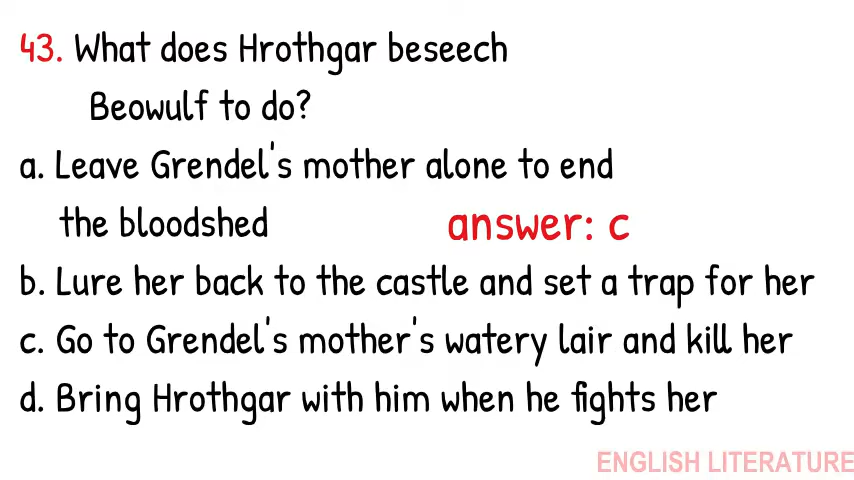 43. What does Hrothgar beseech
Beowulf to do?
a. Leave Grendel's mother alone to end
the bloodshed
answer: c
b. Lure her back to the castle and set a trap for her
c. Go to Grendel's mother's watery lair and kill her
d. Bring Hrothgar with him when he fights her
ENGLISH LITERATURE